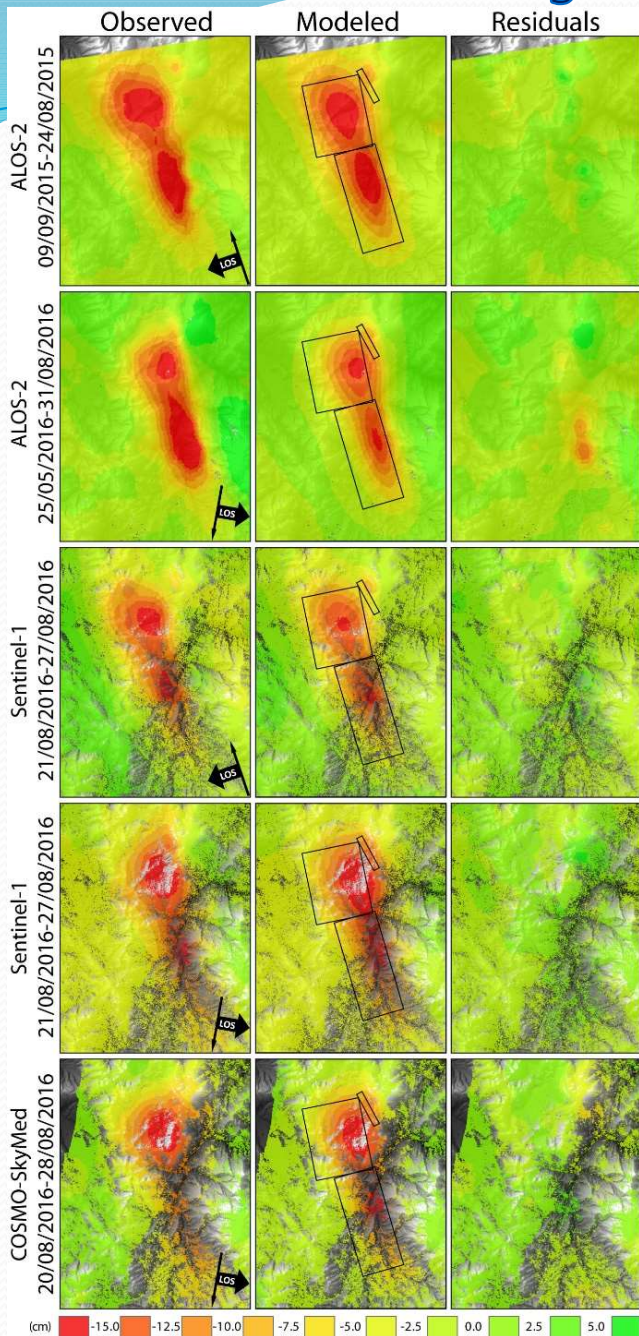 Observed Modeled Residuals
ALOS-2
09/09/2015-24/08/2015
LOS
ALOS-2
25/05/2016-31/08/2016
LOS
Sentinel-1
21/08/2016-27/08/2016
LOS
Sentinel-1
21/08/2016-27/08/2016
LOS
COSMO-SkyMed
20/08/2016-28/08/2016
LOS
(cm) -15.0 -12.5 -10.0 -7.5 -5.0 -2.5 0.0 2.5 5.0